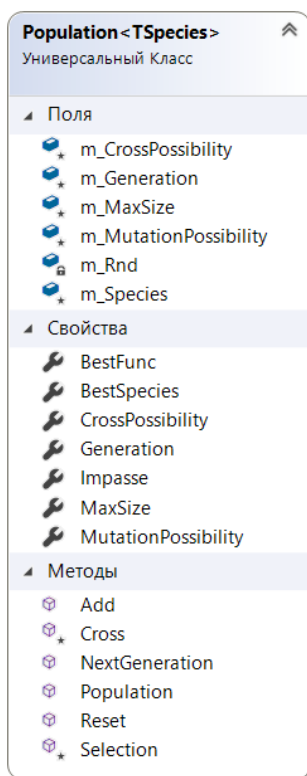 Population<TSpecies>
Универсальный Класс
Поля
m_CrossPossibility
m_Generation
m_MaxSize
m_MutationPossibility
m_Rnd
m_Species
Свойства
BestFunc
BestSpecies
CrossPossibility
Generation
Impasse
MaxSize
MutationPossibility
Методы
Add
Cross
NextGeneration
Population
Reset
Selection